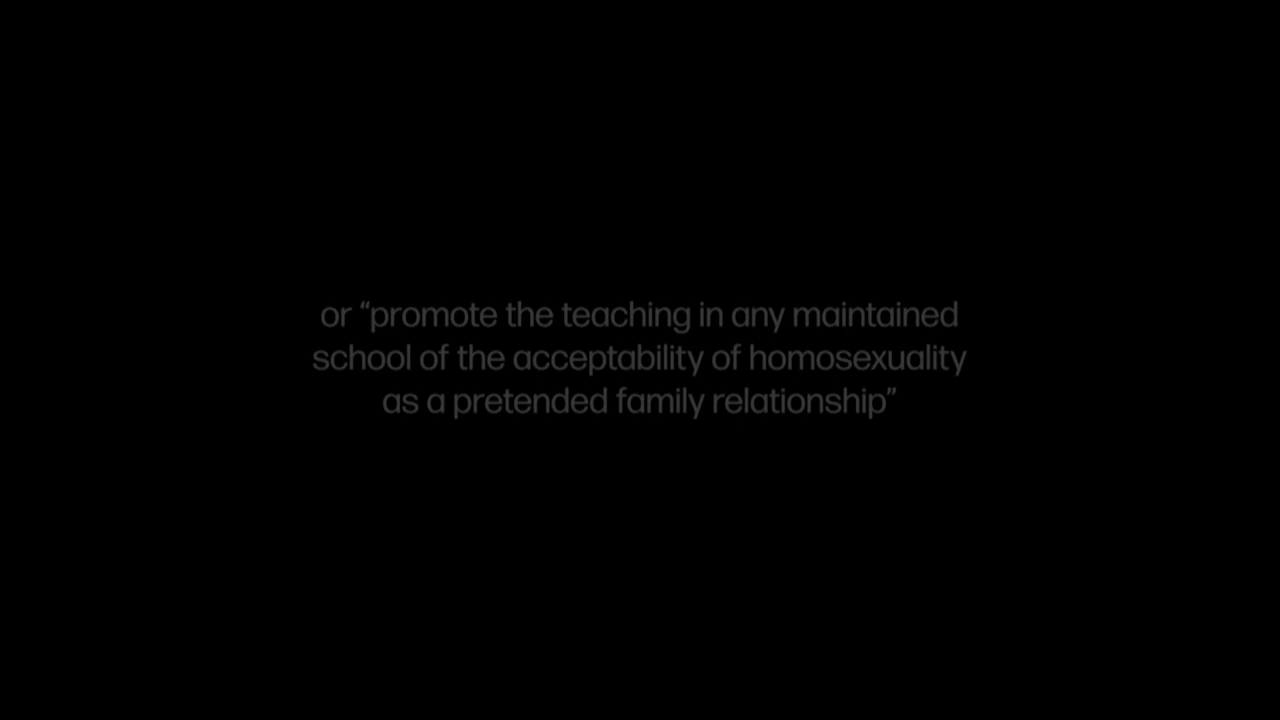 or “promote the teaching in any maintained
school of the acceptability of homosexuality
as a pretended family relationship”